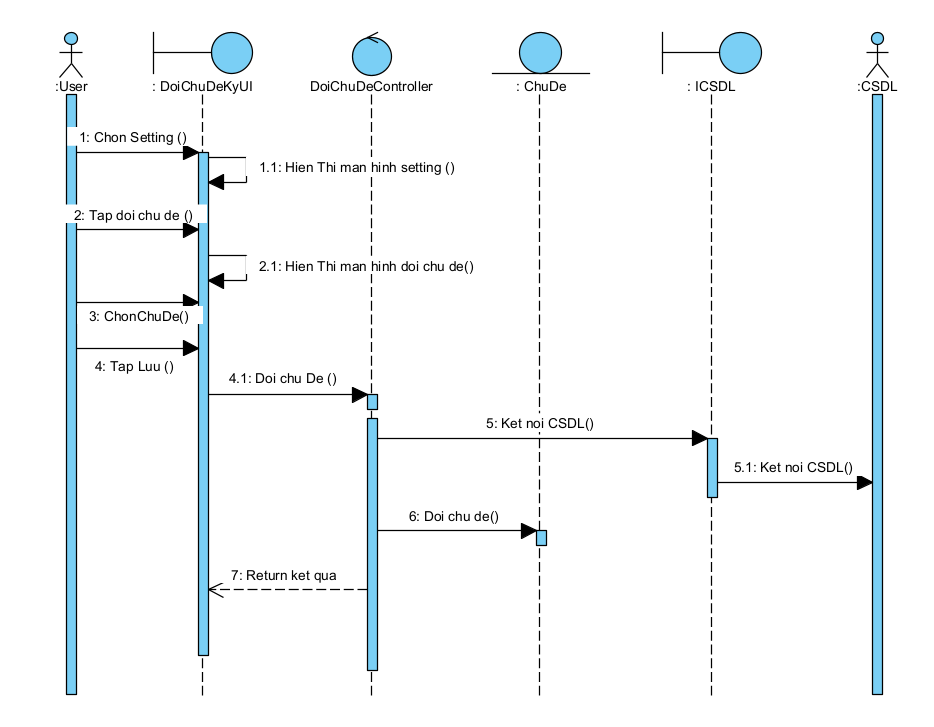 :User
: DoiChuDeKyUI
DoiChuDeController
: ChuDe
: ICSDL
:CSDL
1: Chon Setting ()
1.1: Hien Thi man hinh setting ()
2: Tap doi chu de ()
2.1: Hien Thi man hinh doi chu de()
3: ChonChuDe()
4: Tap Luu ()
4.1: Doi chu De ()
5: Ket noi CSDL()
5.1: Ket noi CSDL()
6: Doi chu de()
7: Return ket qua